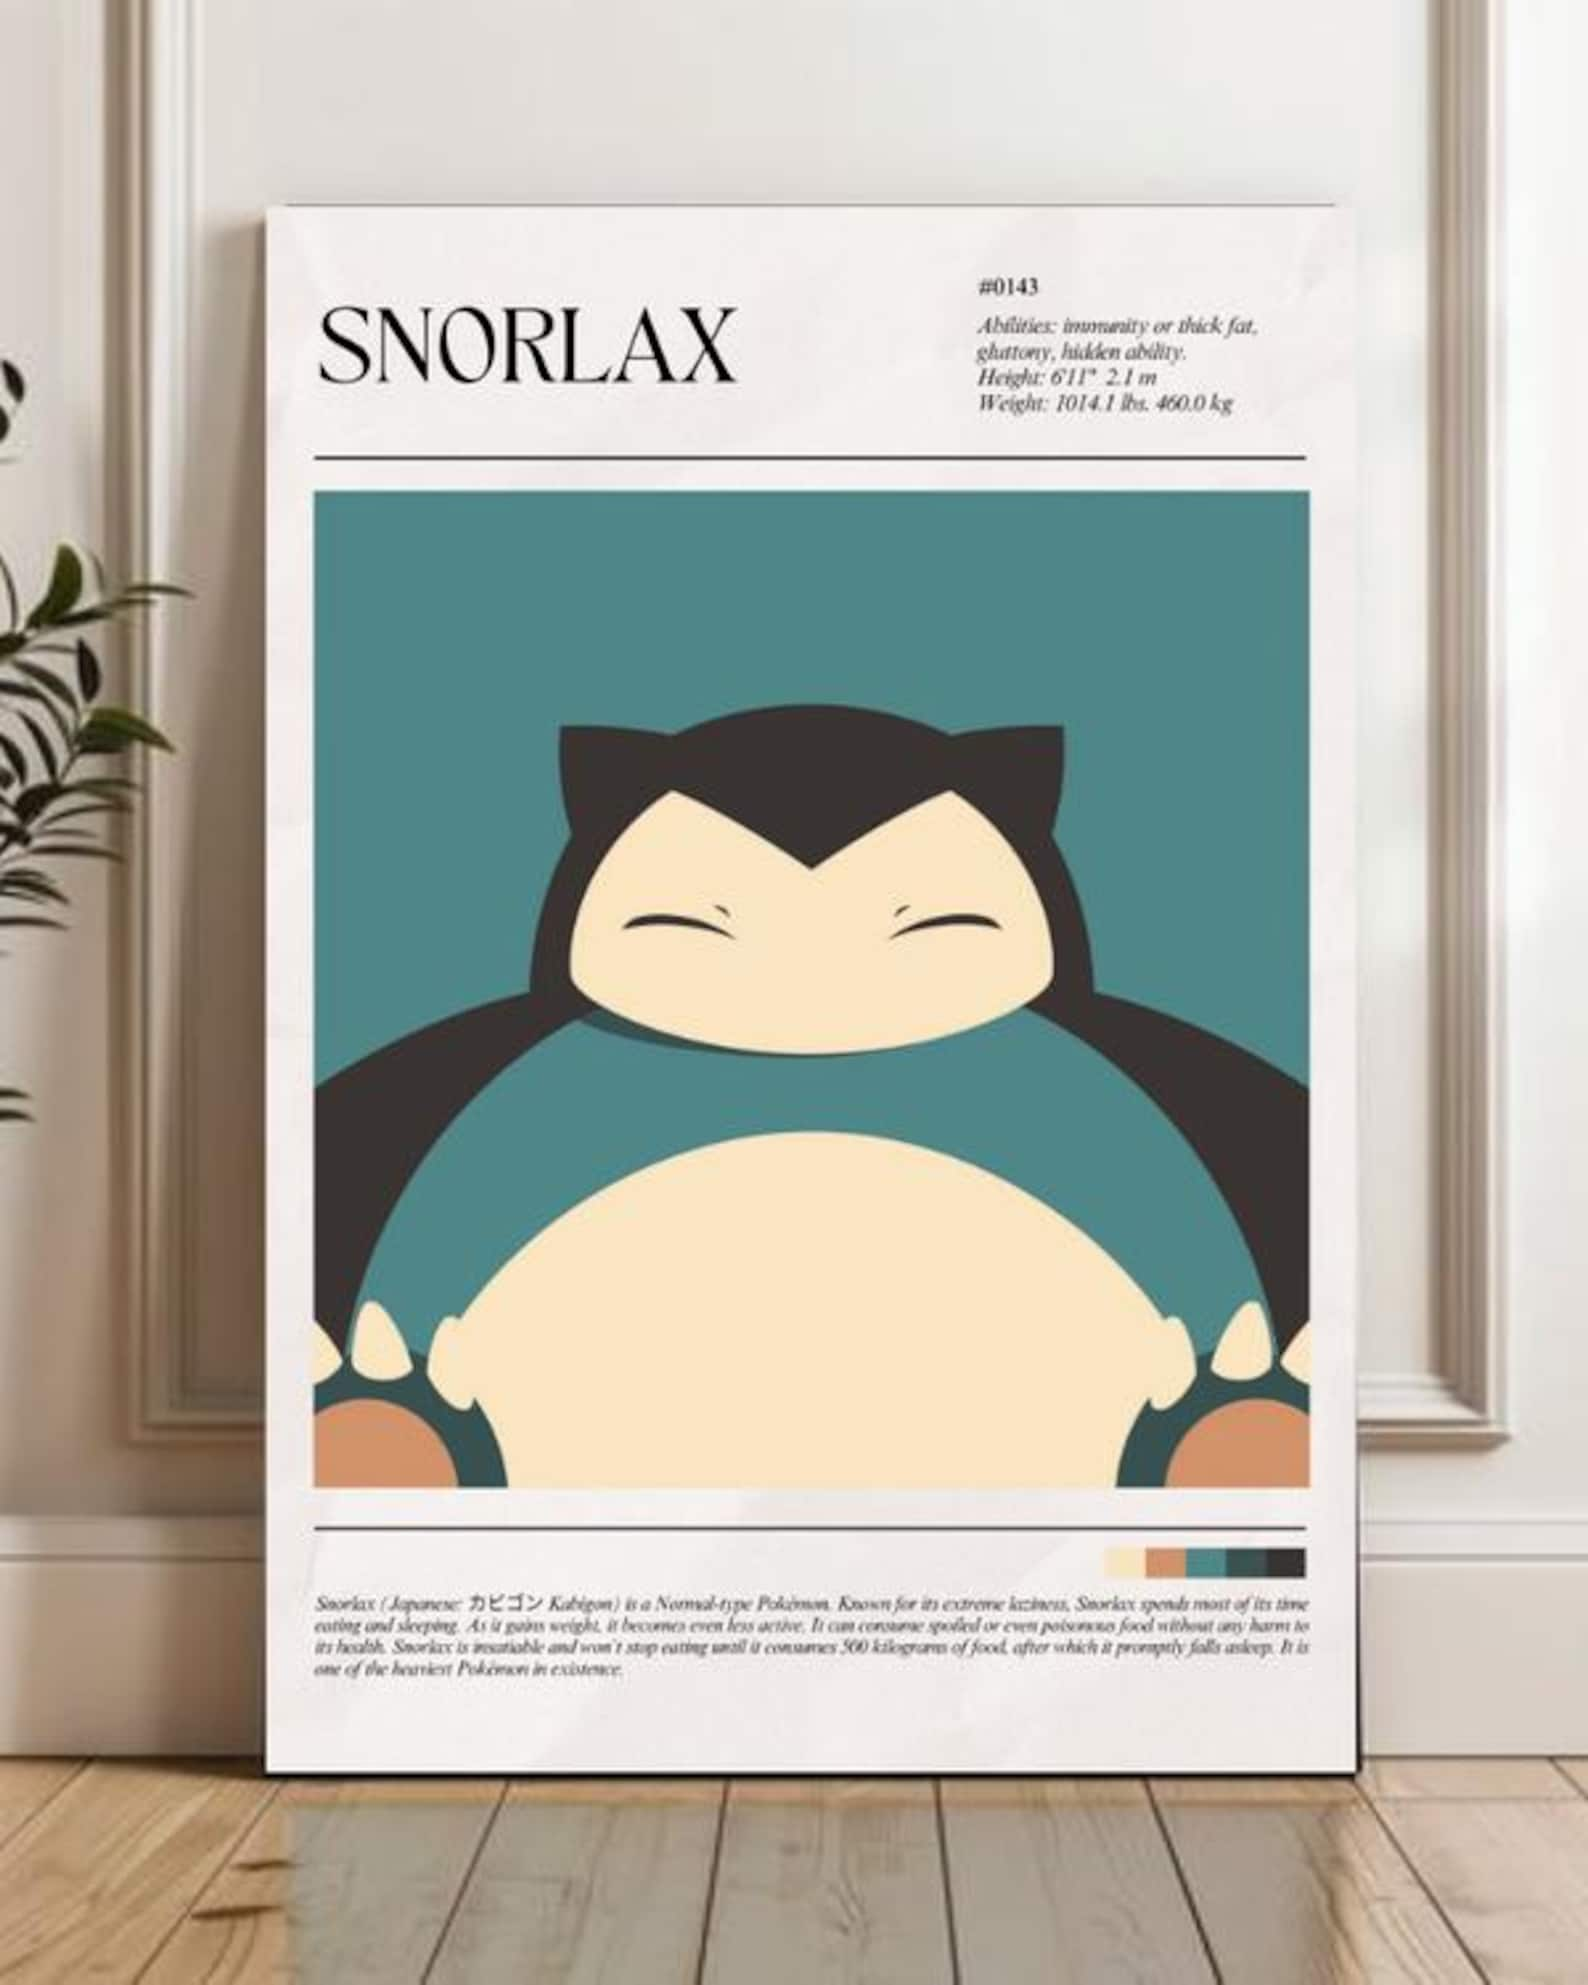 SNORLAX
#0143
Abilities: immunity or thick fat,
gluttony, hidden ability.
Height: 6'11" 2.1 m
Weight: 1014.1 lbs. 460.0 kg
Snorlax (Japanese: カビゴン Kabigon) is a Normal-type Pokémon. Known for its extreme laziness, Snorlax spends most of its time
eating and sleeping. As it gains weight, it becomes even less active. It can consume spoiled or even poisonous food without any harm to
its health. Snorlax is insatiable and won't stop eating until it consumes 500 kilograms of food, after which it promptly falls asleep. It is
one of the heaviest Pokémon in existence.